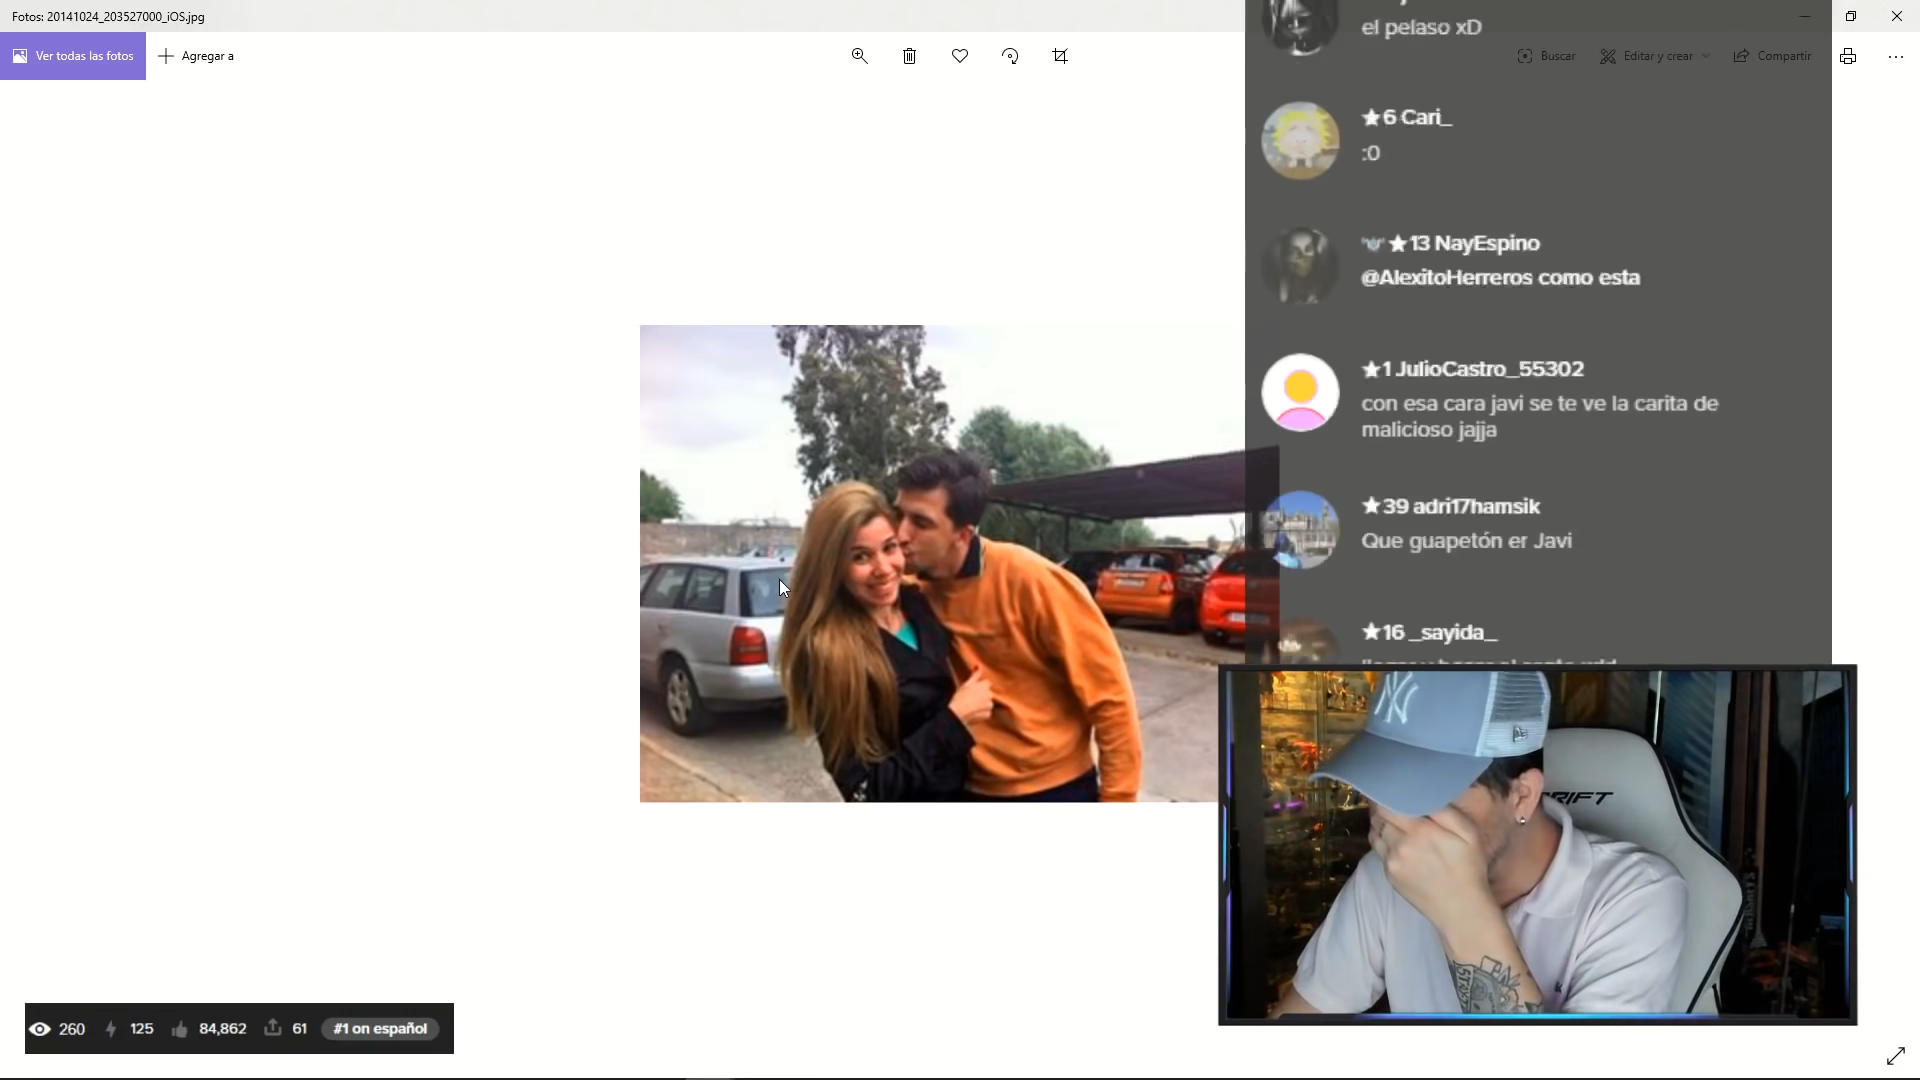 Fotos: 20141024_203527000_iOS.jpg
Ver todas las fotos
Agregar a
Buscar
Editar y crear
Compartir
el pelaso xD
★6 Cari_
:0
★13 NayEspino
@AlexitoHerreros como esta
★1 JulioCastro_55302
con esa cara javi se te ve la carita de
malicioso jajja
★39 adri17hamsik
Que guapetón er Javi
★16 _sayida_
NY
260 125 84,862 61 #1 on español